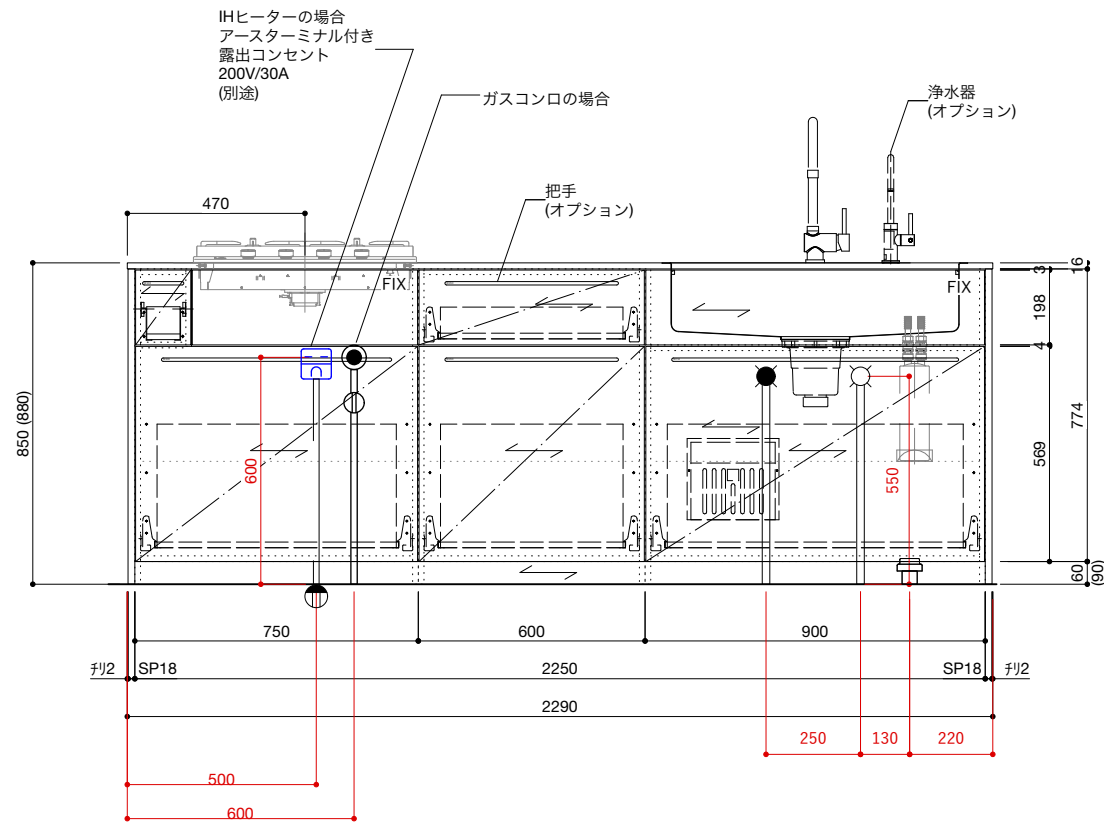 IHヒーターの場合
アースターミナル付き
露出コンセント
200V/30A
(別途)
ガスコンロの場合
浄水器
(オプション)
把手
(オプション)
470
FIX
FIX
16
3
198
4
774
569
850 (880)
600
550
60
(90)
750
600
900
チリ2
SP18
2250
SP18
チリ2
2290
250
130
220
500
600